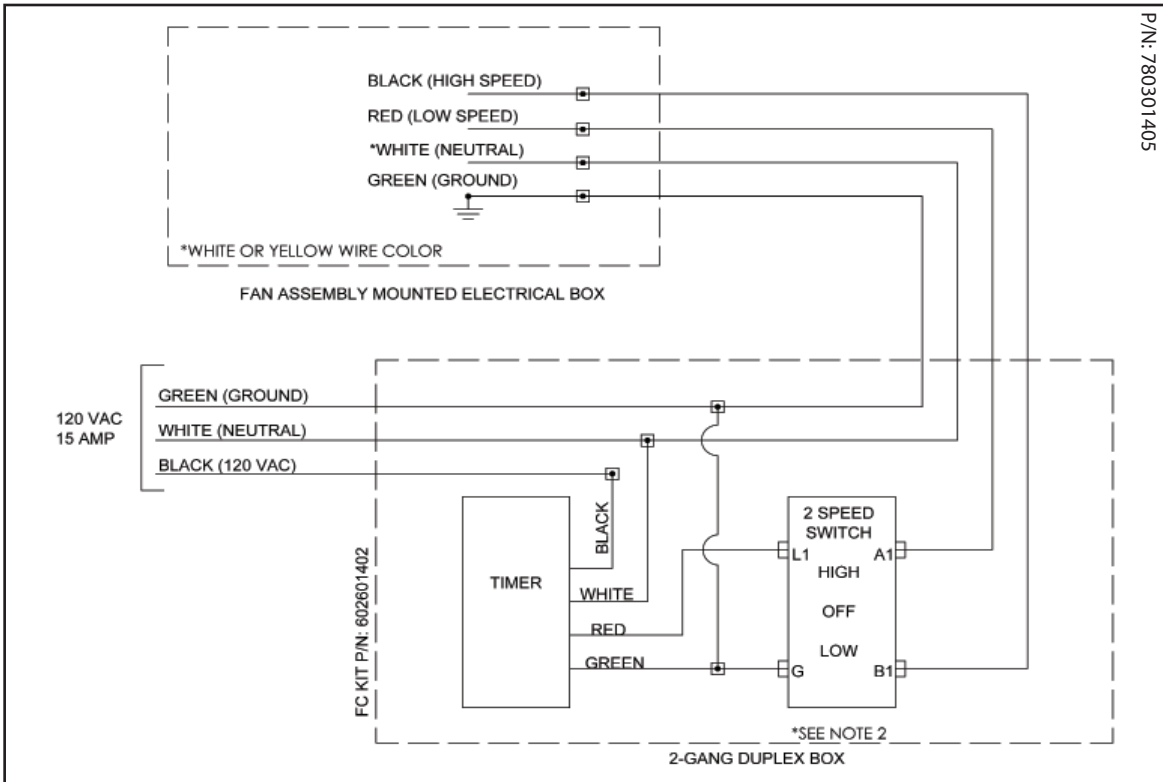 P/N: 780301405
BLACK (HIGH SPEED)
RED (LOW SPEED)
*WHITE (NEUTRAL)
GREEN (GROUND)
*WHITE OR YELLOW WIRE COLOR
FAN ASSEMBLY MOUNTED ELECTRICAL BOX
120 VAC
15 AMP
GREEN (GROUND)
WHITE (NEUTRAL)
BLACK (120 VAC)
FC KIT P/N: 602601402
TIMER
BLACK
WHITE
RED
GREEN
2 SPEED
SWITCH
L1
A1
HIGH
OFF
LOW
G
B1
*SEE NOTE 2
2-GANG DUPLEX BOX